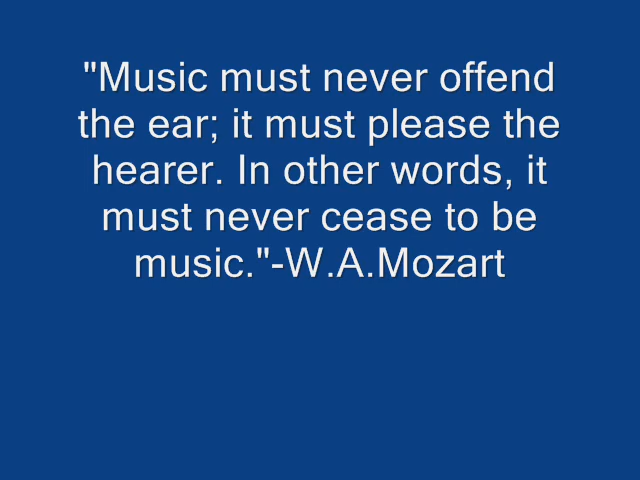 "Music must never offend
the ear; it must please the
hearer. In other words, it
must never cease to be
music."-W.A.Mozart